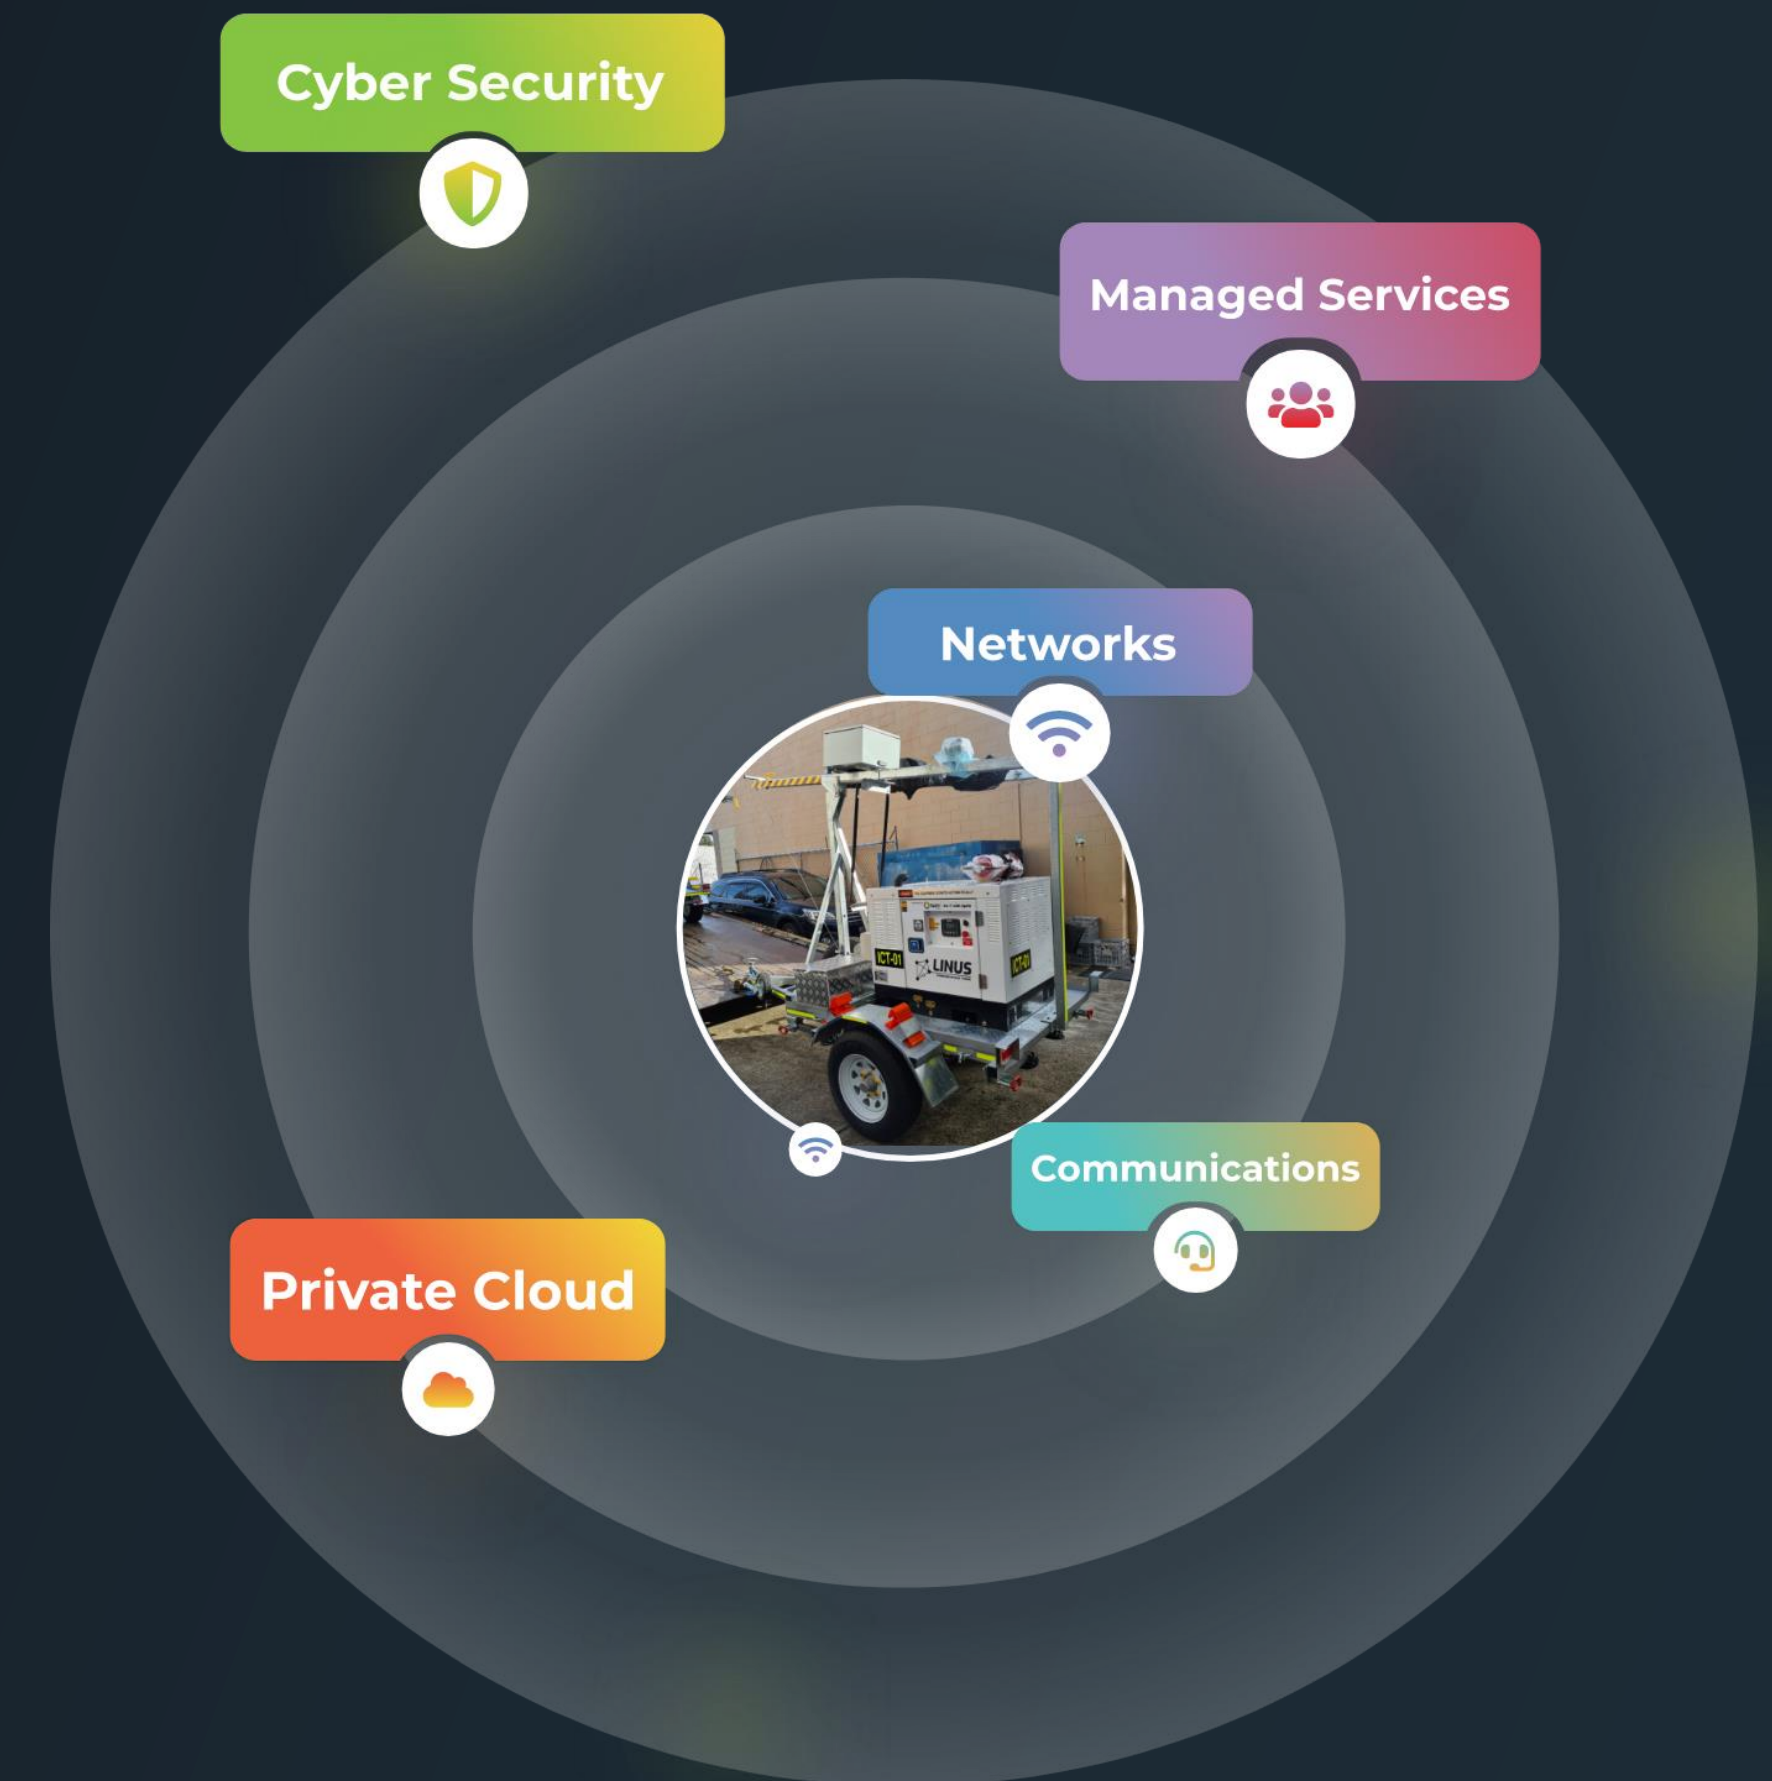 Cyber Security
Managed Services
Networks
ICT-01
LINUS
ICT-01
Communications
Private Cloud